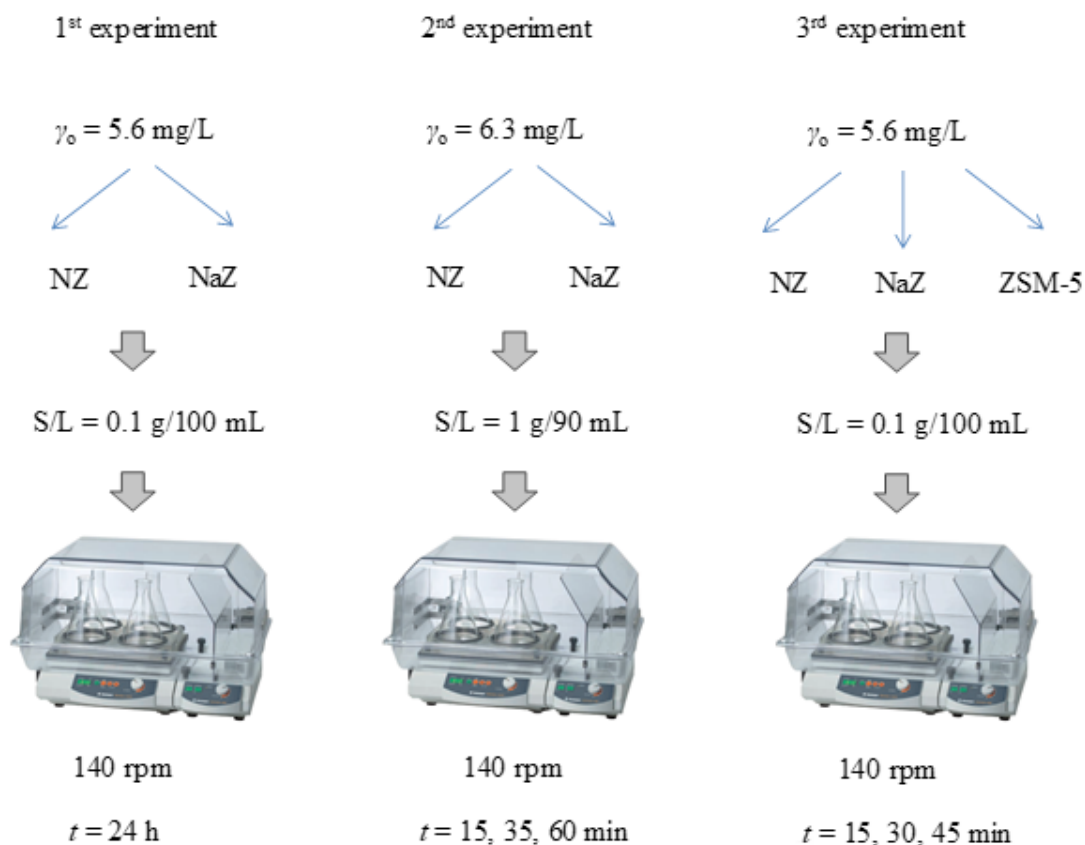 1st experiment
γo = 5.6 mg/L
NZ
NaZ
S/L = 0.1 g/100 mL
140 rpm
t = 24 h
2nd experiment
γo = 6.3 mg/L
NZ
NaZ
S/L = 1 g/90 mL
140 rpm
t = 15, 35, 60 min
3rd experiment
γo = 5.6 mg/L
NZ
NaZ
ZSM-5
S/L = 0.1 g/100 mL
140 rpm
t = 15, 30, 45 min